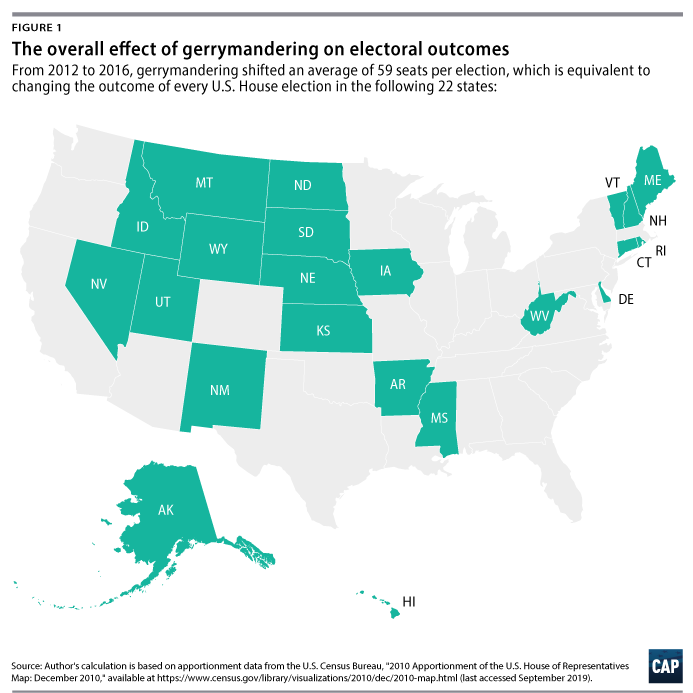 FIGURE 1
The overall effect of gerrymandering on electoral outcomes
From 2012 to 2016, gerrymandering shifted an average of 59 seats per election, which is equivalent to
changing the outcome of every U.S. House election in the following 22 states:
MT
ND
VT
ME
ID
SD
NH
WY
RI
IA
CT
NV
NE
UT
DE
WV
KS
NM
AR
MS
AK
HI
Source: Author's calculation is based on apportionment data from the U.S. Census Bureau, "2010 Apportionment of the U.S. House of Representatives
Map: December 2010," available at https://www.census.gov/library/visualizations/2010/dec/2010-map.html (last accessed September 2019).
CAP